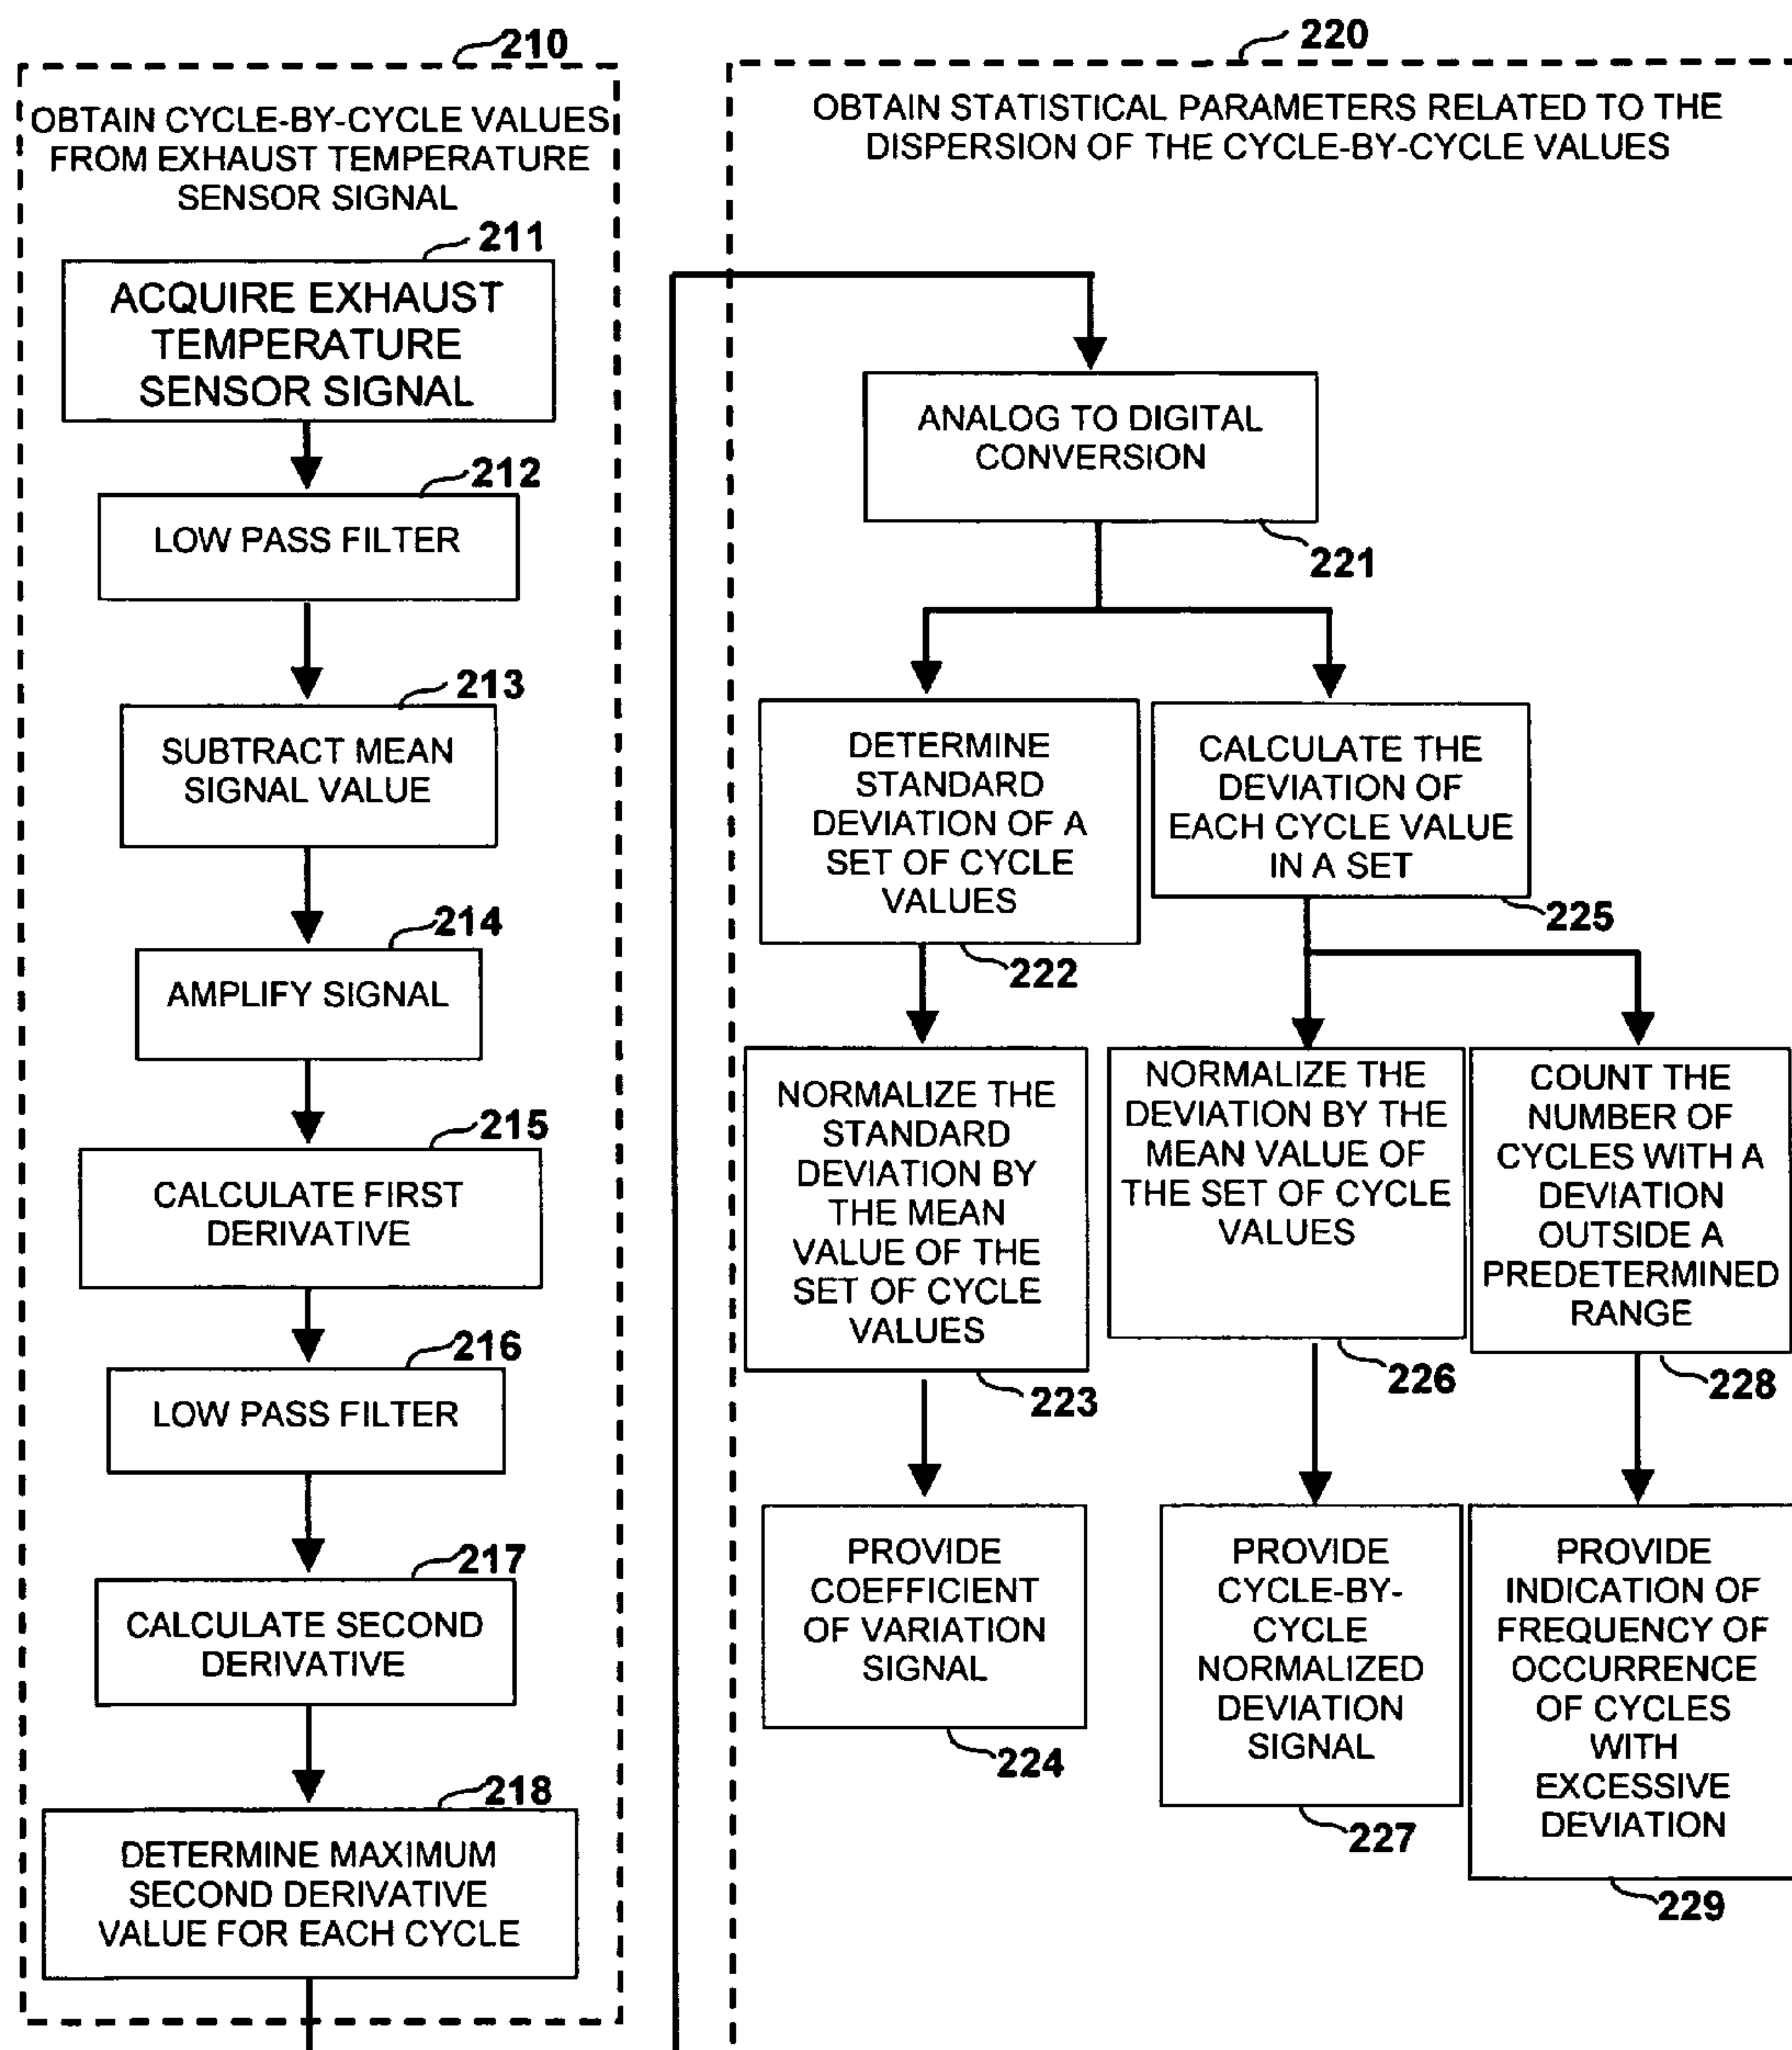 210
OBTAIN CYCLE-BY-CYCLE VALUES
FROM EXHAUST TEMPERATURE
SENSOR SIGNAL
211
ACQUIRE EXHAUST
TEMPERATURE
SENSOR SIGNAL
212
LOW PASS FILTER
213
SUBTRACT MEAN
SIGNAL VALUE
214
AMPLIFY SIGNAL
215
CALCULATE FIRST
DERIVATIVE
216
LOW PASS FILTER
217
CALCULATE SECOND
DERIVATIVE
218
DETERMINE MAXIMUM
SECOND DERIVATIVE
VALUE FOR EACH CYCLE
220
OBTAIN STATISTICAL PARAMETERS RELATED TO THE
DISPERSION OF THE CYCLE-BY-CYCLE VALUES
ANALOG TO DIGITAL
CONVERSION
221
DETERMINE
STANDARD
DEVIATION OF A
SET OF CYCLE
VALUES
222
NORMALIZE THE
STANDARD
DEVIATION BY
THE MEAN
VALUE OF THE
SET OF CYCLE
VALUES
223
PROVIDE
COEFFICIENT
OF VARIATION
SIGNAL
224
CALCULATE THE
DEVIATION OF
EACH CYCLE VALUE
IN A SET
225
NORMALIZE THE
DEVIATION BY THE
MEAN VALUE OF
THE SET OF CYCLE
VALUES
226
PROVIDE
CYCLE-BY-
CYCLE
NORMALIZED
DEVIATION
SIGNAL
227
COUNT THE
NUMBER OF
CYCLES WITH A
DEVIATION
OUTSIDE A
PREDETERMINED
RANGE
228
PROVIDE
INDICATION OF
FREQUENCY OF
OCCURRENCE
OF CYCLES
WITH
EXCESSIVE
DEVIATION
229